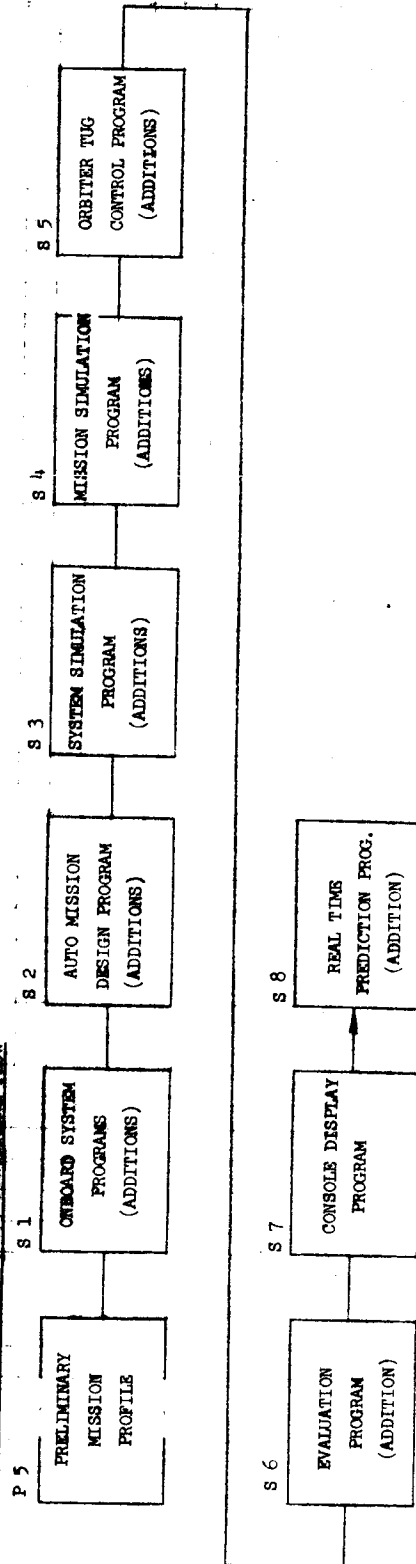 P 5
PRELIMINARY
MISSION
PROFILE
S 1
ONBOARD SYSTEM
PROGRAMS
(ADDITIONS)
S 2
AUTO MISSION
DESIGN PROGRAM
(ADDITIONS)
S 3
SYSTEM SIMULATION
PROGRAM
(ADDITIONS)
S 4
MISSION SIMULATION
PROGRAM
(ADDITIONS)
S 5
ORBITER TUG
CONTROL PROGRAM
(ADDITIONS)
S 6
EVALUATION
PROGRAM
(ADDITION)
S 7
CONSOLE DISPLAY
PROGRAM
S 8
REAL TIME
PREDICTION PROG.
(ADDITION)